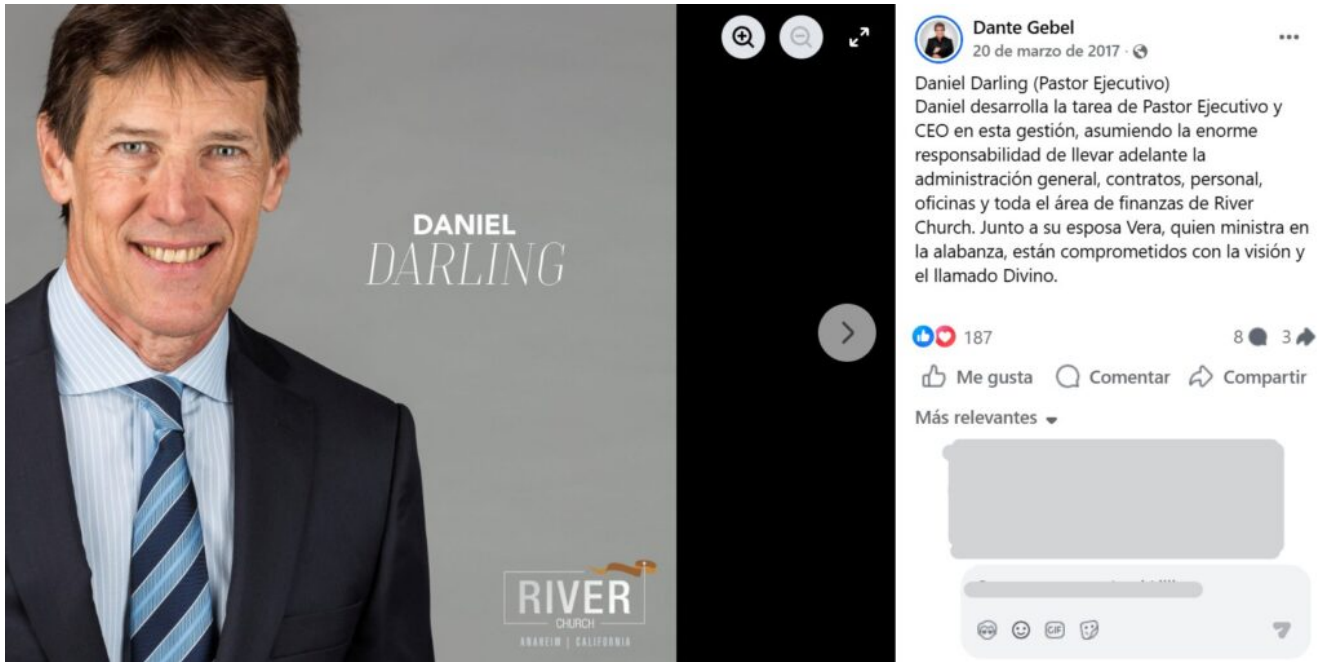 DANIEL
DARLING
RIVER
CHURCH
ANAHEIM | CALIFORNIA
Dante Gebel
20 de marzo de 2017 ·
Daniel Darling (Pastor Ejecutivo)
Daniel desarrolla la tarea de Pastor Ejecutivo y
CEO en esta gestión, asumiendo la enorme
responsabilidad de llevar adelante la
administración general, contratos, personal,
oficinas y toda el área de finanzas de River
Church. Junto a su esposa Vera, quien ministra en
la alabanza, están comprometidos con la visión y
el llamado Divino.
187
8 3
Me gusta Comentar Compartir
Más relevantes
GIF